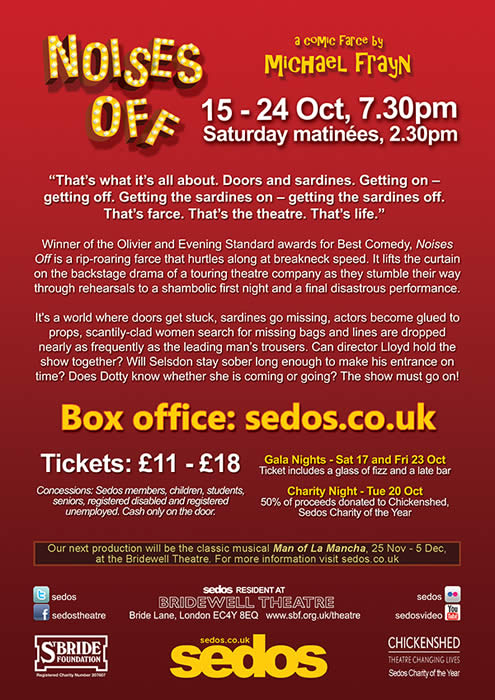 NOISES
OFF
a comic farce by
Michael Frayn
15 - 24 Oct, 7.30pm
Saturday matinées, 2.30pm
“That’s what it’s all about. Doors and sardines. Getting on –
getting off. Getting the sardines on – getting the sardines off.
That’s farce. That’s the theatre. That’s life.”
Winner of the Olivier and Evening Standard awards for Best Comedy, Noises
Off is a rip-roaring farce that hurtles along at breakneck speed. It lifts the curtain
on the backstage drama of a touring theatre company as they stumble their way
through rehearsals to a shambolic first night and a final disastrous performance.
It's a world where doors get stuck, sardines go missing, actors become glued to
props, scantily-clad women search for missing bags and lines are dropped
nearly as frequently as the leading man’s trousers. Can director Lloyd hold the
show together? Will Selsdon stay sober long enough to make his entrance on
time? Does Dotty know whether she is coming or going? The show must go on!
Box office: sedos.co.uk
Tickets: £11 - £18
Concessions: Sedos members, children, students,
seniors, registered disabled and registered
unemployed. Cash only on the door.
Gala Nights - Sat 17 and Fri 23 Oct
Ticket includes a glass of fizz and a late bar
Charity Night - Tue 20 Oct
50% of proceeds donated to Chickenshed,
Sedos Charity of the Year
Our next production will be the classic musical Man of La Mancha, 25 Nov - 5 Dec,
at the Bridewell Theatre. For more information visit sedos.co.uk
sedos
sedostheatre
sedos RESIDENT AT
BRIDEWELL THEATRE
Bride Lane, London EC4Y 8EQ www.sbf.org.uk/theatre
sedos
sedosvideo
You Tube
ST BRIDE
FOUNDATION
Registered Charity Number 207607
sedos.co.uk
sedos
CHICKENSHED
THEATRE CHANGING LIVES
Sedos Charity of the Year